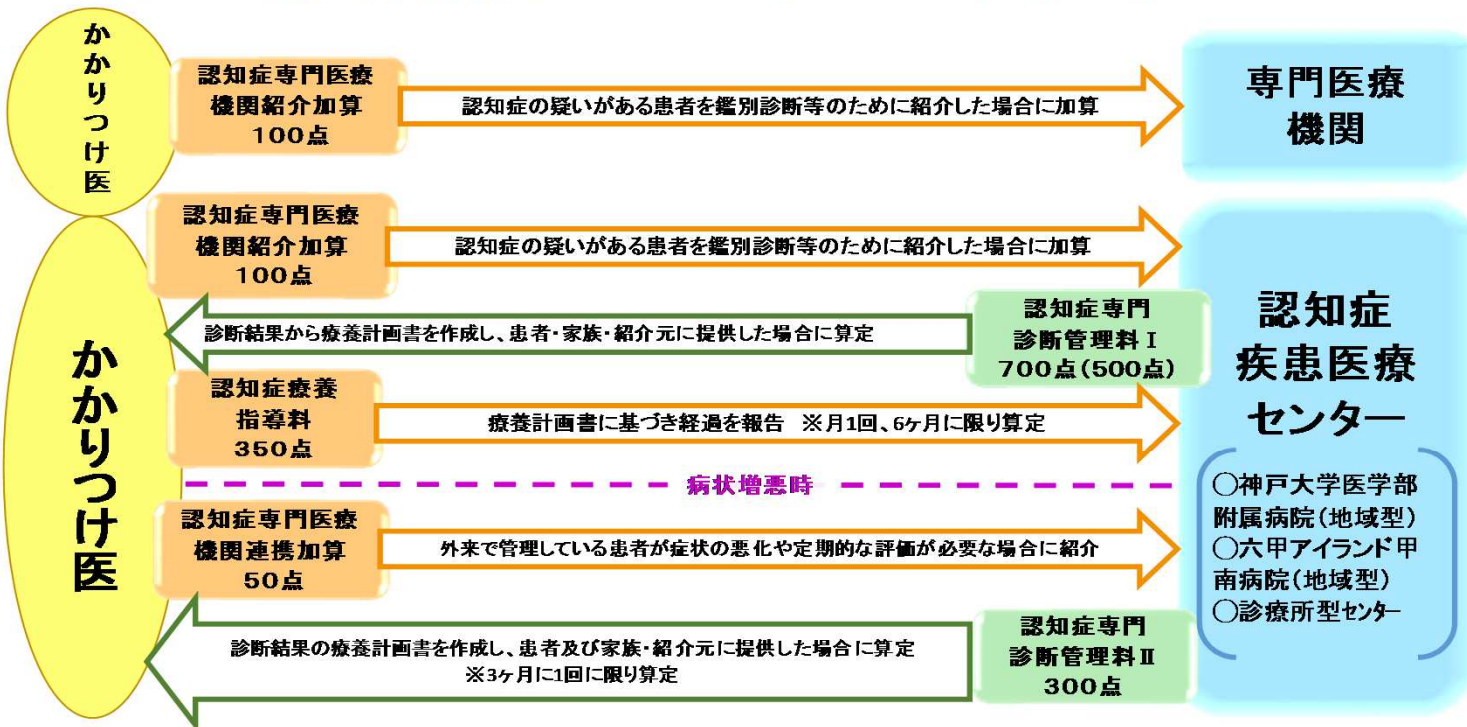 かかりつけ医
認知症専門医療
機関紹介加算
100点
認知症の疑いがある患者を鑑別診断等のために紹介した場合に加算
専門医療
機関
かかりつけ医
認知症専門医療
機関紹介加算
100点
認知症の疑いがある患者を鑑別診断等のために紹介した場合に加算
診断結果から療養計画書を作成し、患者・家族・紹介元に提供した場合に算定
認知症専門
診断管理料Ⅰ
700点(500点)
認知症療養
指導料
350点
療養計画書に基づき経過を報告 ※月1回、6ヶ月に限り算定
病状増悪時
認知症専門医療
機関連携加算
50点
外来で管理している患者が症状の悪化や定期的な評価が必要な場合に紹介
診断結果の療養計画書を作成し、患者及び家族・紹介元に提供した場合に算定
※3ヶ月に1回に限り算定
認知症専門
診断管理料Ⅱ
300点
認知症
疾患医療
センター
○神戸大学医学部
附属病院(地域型)
○六甲アイランド甲
南病院(地域型)
○診療所型センター